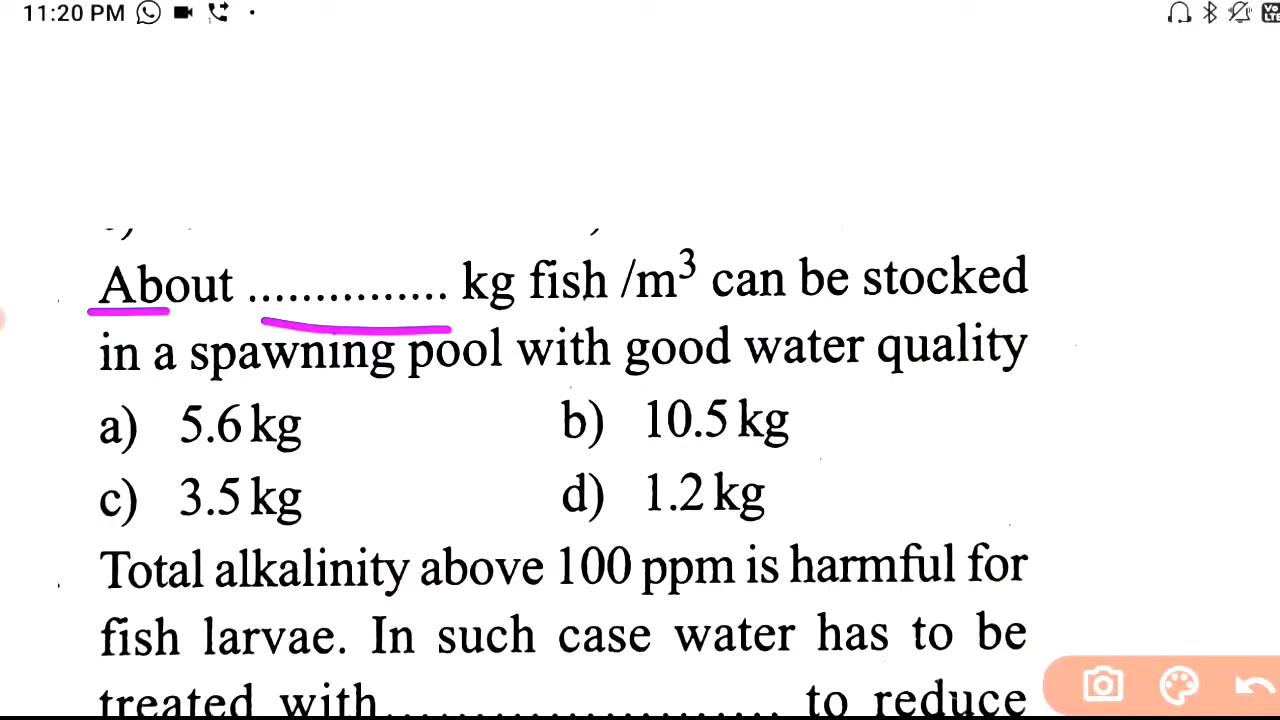 11:20 PM
Vo
LTE
About ............... kg fish /m³ can be stocked
in a spawning pool with good water quality
a) 5.6 kg b) 10.5 kg
c) 3.5 kg d) 1.2 kg
Total alkalinity above 100 ppm is harmful for
fish larvae. In such case water has to be
treated with....................... to reduce